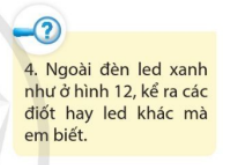 ?
4. Ngoài đèn led xanh
như ở hình 12, kể ra các
điốt hay led khác mà
em biết.